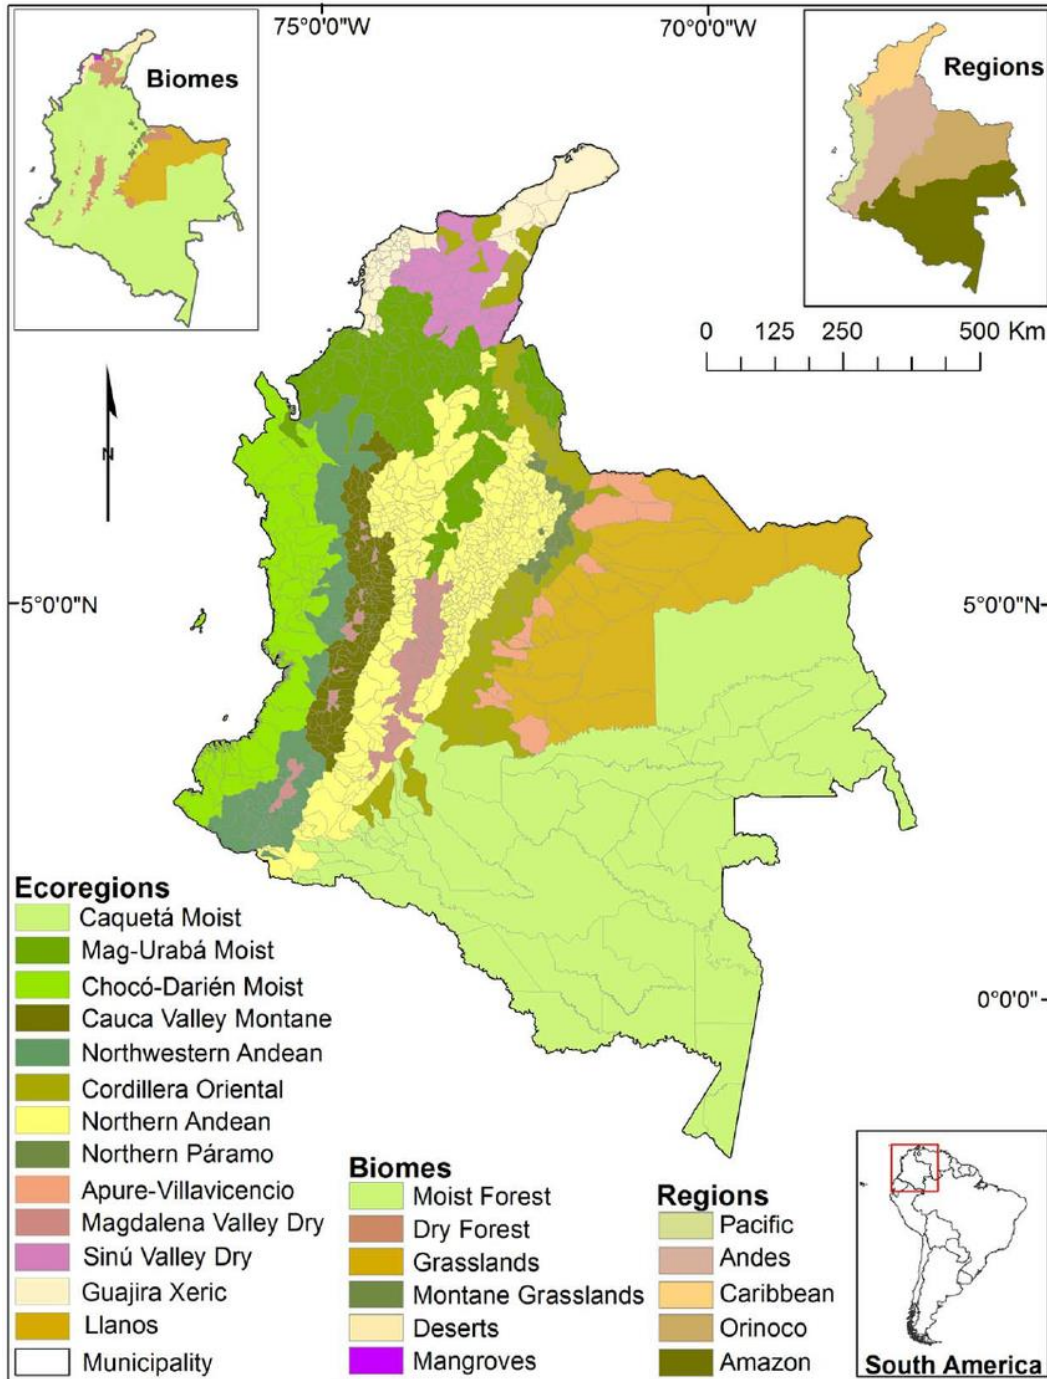 75°0'0"W
70°0'0"W
Biomes
Regions
0 125 250 500 Km
N
5°0'0"N
5°0'0"N
0°0'0"
Ecoregions
Caquetá Moist
Mag-Urabá Moist
Chocó-Darién Moist
Cauca Valley Montane
Northwestern Andean
Cordillera Oriental
Northern Andean
Northern Páramo
Apure-Villavicencio
Magdalena Valley Dry
Sinú Valley Dry
Guajira Xeric
Llanos
Municipality
Biomes
Moist Forest
Dry Forest
Grasslands
Montane Grasslands
Deserts
Mangroves
Regions
Pacific
Andes
Caribbean
Orinoco
Amazon
South America